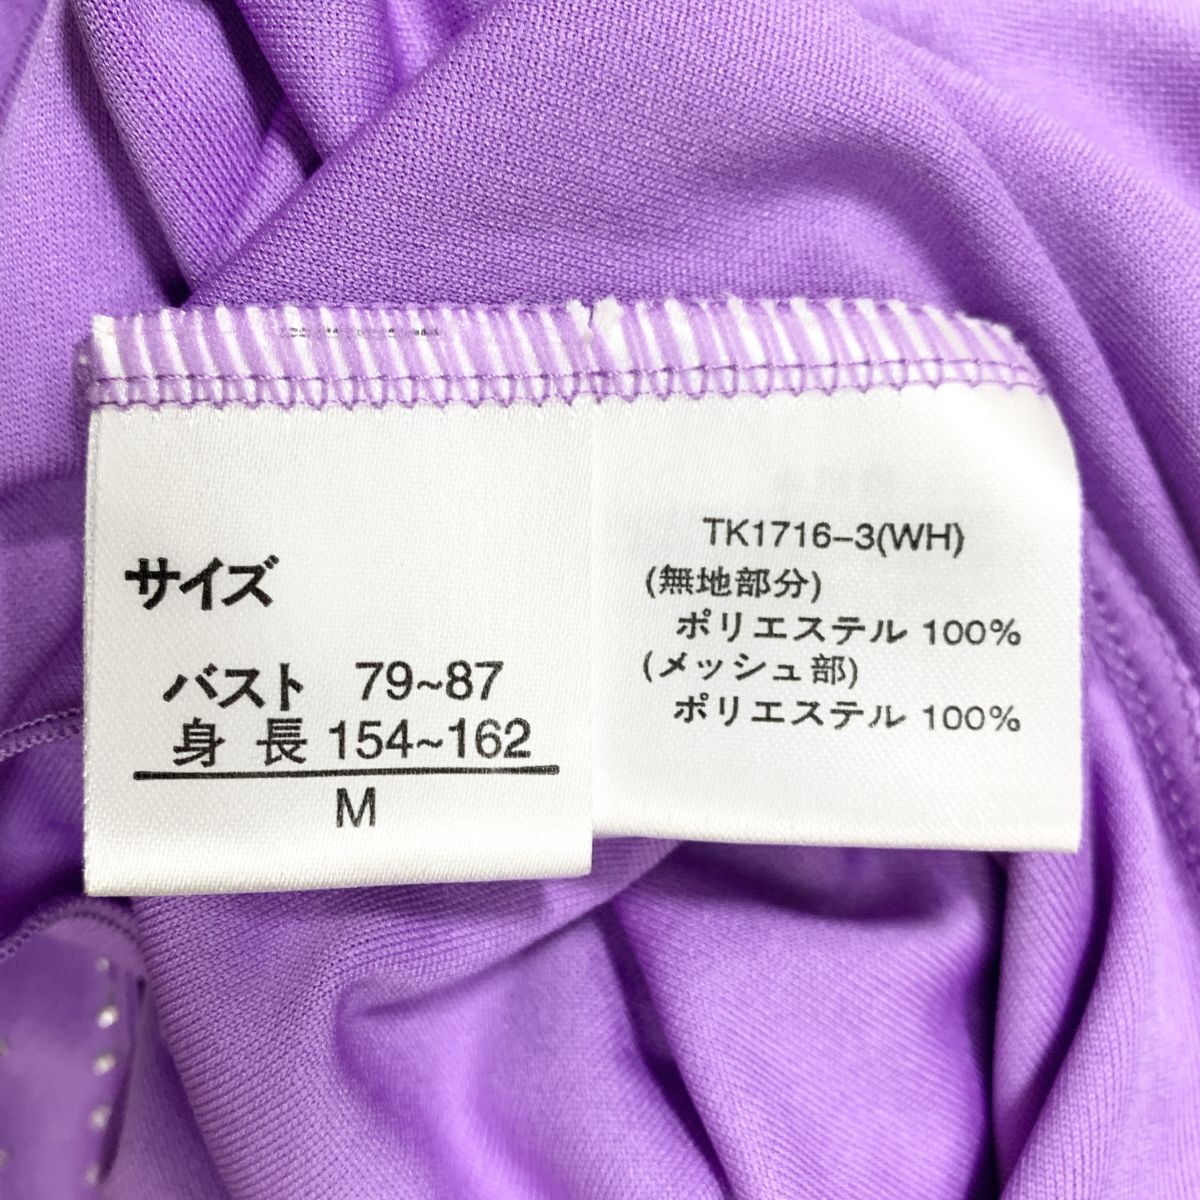 サイズ
バスト 79~87
身長 154~162
M
TK1716-3(WH)
(無地部分)
ポリエステル 100%
(メッシュ部)
ポリエステル 100%